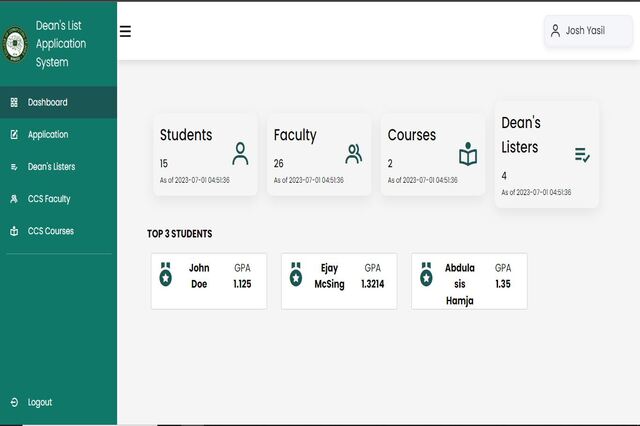 Dean's List
Application
System
Josh Yasil
Dashboard
Application
Dean's Listers
CCS Faculty
CCS Courses
Logout
Students
15
As of 2023-07-01 04:51:36
Faculty
26
As of 2023-07-01 04:51:36
Courses
2
As of 2023-07-01 04:51:36
Dean's
Listers
4
As of 2023-07-01 04:51:36
TOP 3 STUDENTS
John
Doe
GPA
1.125
Ejay
McSing
GPA
1.3214
Abdula
sis
Hamja
GPA
1.35